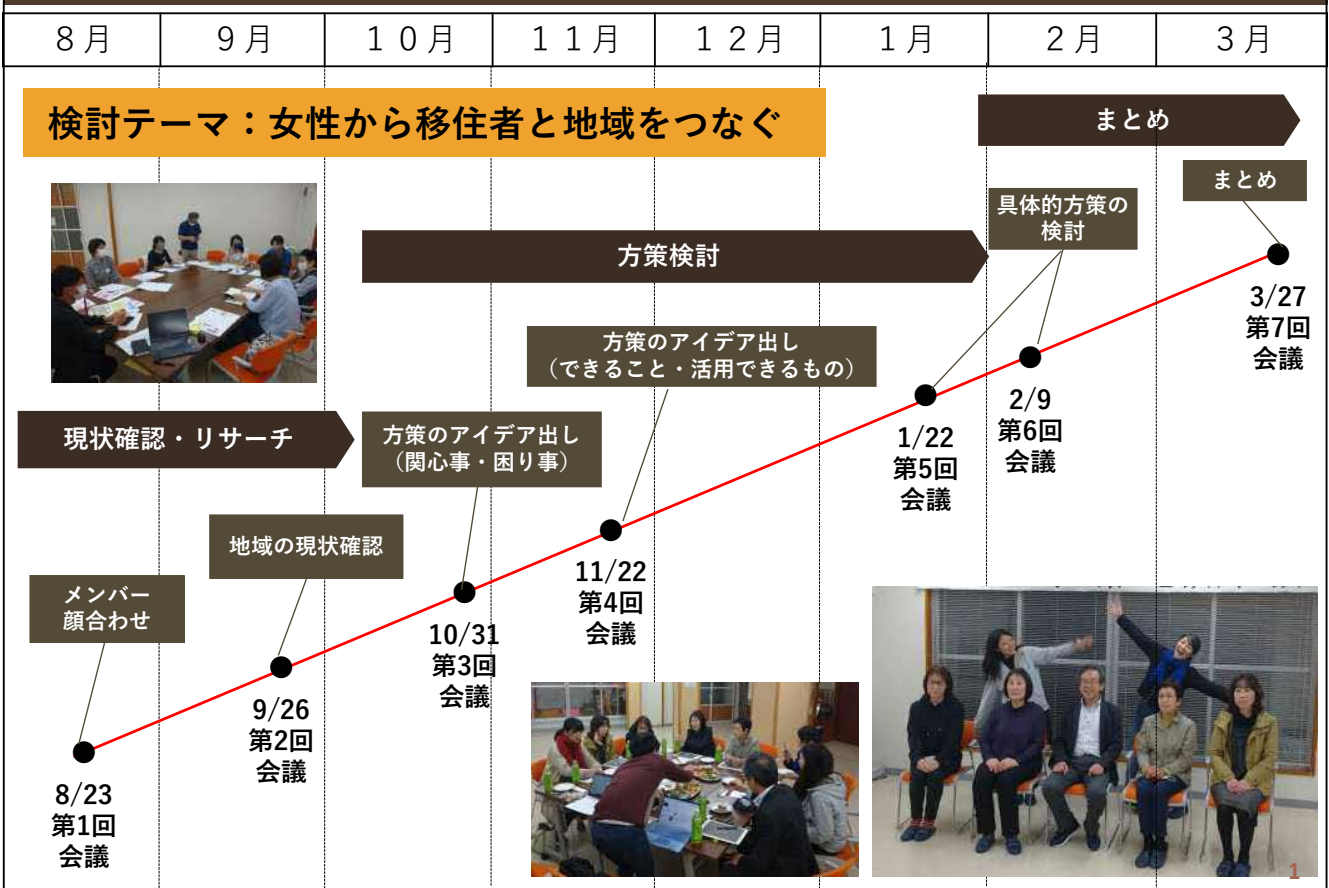 8月
9月
10月
11月
12月
1月
2月
3月
検討テーマ：女性から移住者と地域をつなぐ
まとめ
まとめ
具体的方策の
検討
方策検討
方策のアイデア出し
（できること・活用できるもの）
現状確認・リサーチ
方策のアイデア出し
（関心事・困り事）
地域の現状確認
メンバー
顔合わせ
8/23
第1回
会議
9/26
第2回
会議
10/31
第3回
会議
11/22
第4回
会議
1/22
第5回
会議
2/9
第6回
会議
3/27
第7回
会議
1